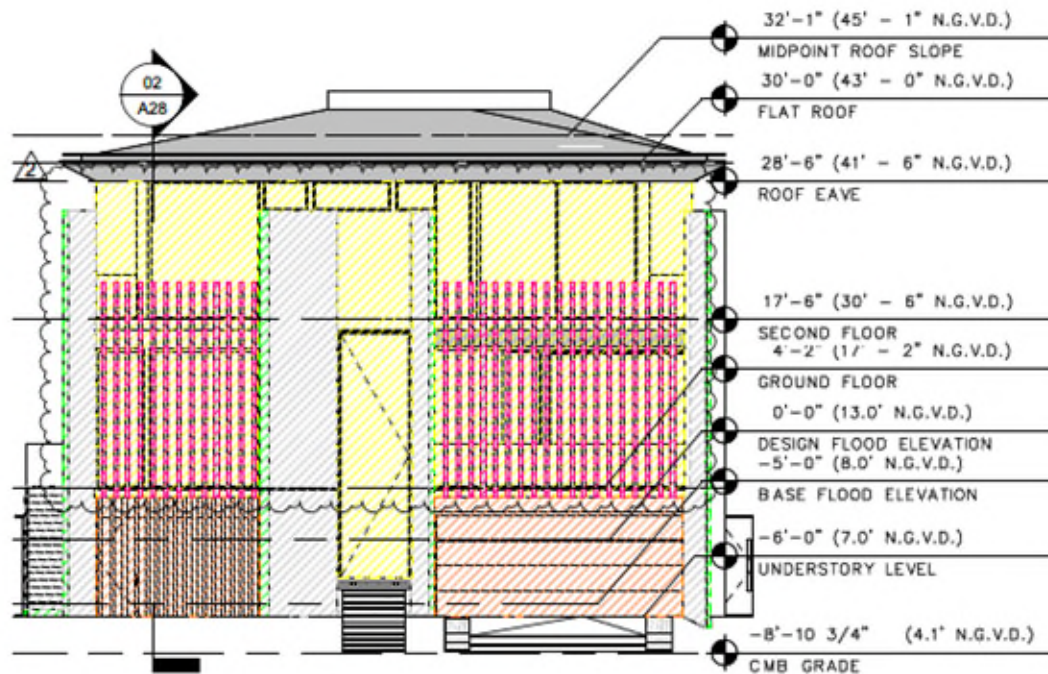 32'-1" (45' - 1" N.G.V.D.)
MIDPOINT ROOF SLOPE
30'-0" (43' - 0" N.G.V.D.)
FLAT ROOF
02
A28
2
28'-6" (41' - 6" N.G.V.D.)
ROOF EAVE
17'-6" (30' - 6" N.G.V.D.)
SECOND FLOOR
4'-2" (17' - 2" N.G.V.D.)
GROUND FLOOR
0'-0" (13.0' N.G.V.D.)
DESIGN FLOOD ELEVATION
-5'-0" (8.0' N.G.V.D.)
BASE FLOOD ELEVATION
-6'-0" (7.0' N.G.V.D.)
UNDERSTORY LEVEL
-8'-10 3/4" (4.1' N.G.V.D.)
CMB GRADE